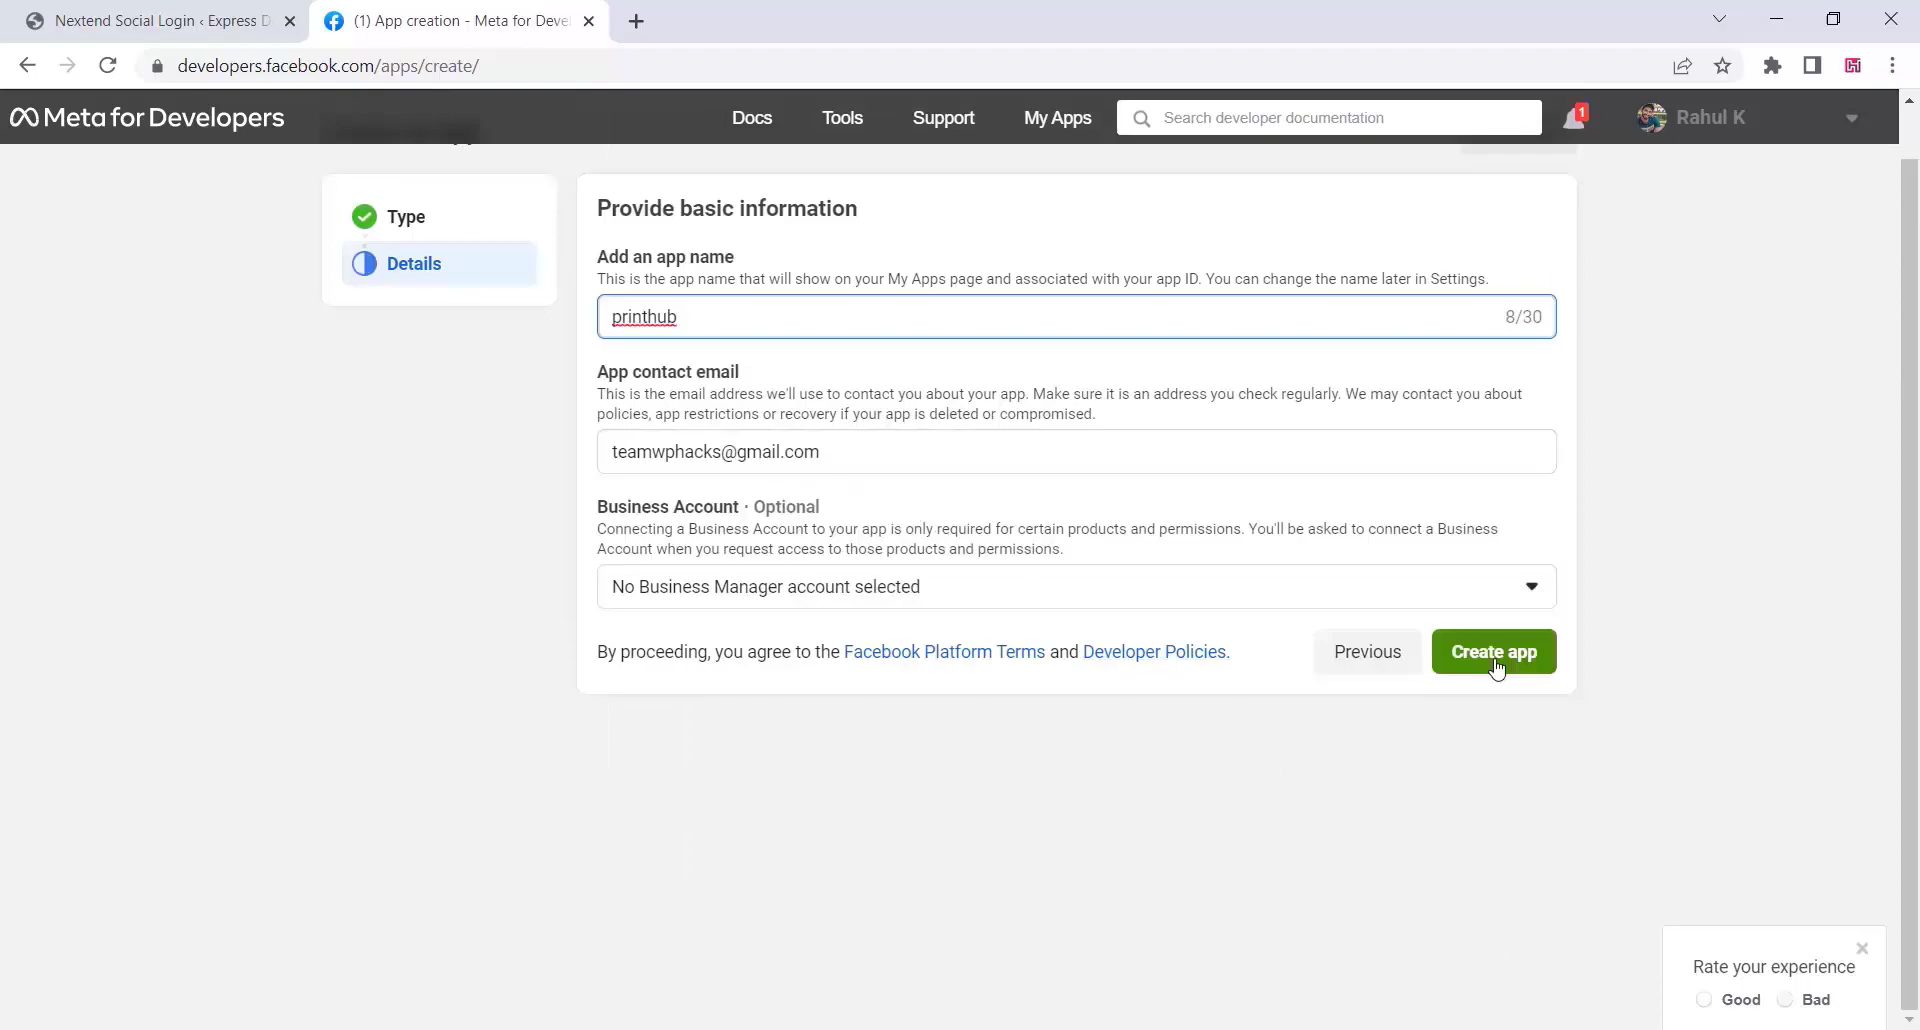 Nextend Social Login ‹ Express D
(1) App creation - Meta for Deve
developers.facebook.com/apps/create/
Meta for Developers
Docs
Tools
Support
My Apps
Search developer documentation
1
Rahul K
Type
Details
Provide basic information
Add an app name
This is the app name that will show on your My Apps page and associated with your app ID. You can change the name later in Settings.
printhub
8/30
App contact email
This is the email address we'll use to contact you about your app. Make sure it is an address you check regularly. We may contact you about
policies, app restrictions or recovery if your app is deleted or compromised.
teamwphacks@gmail.com
Business Account · Optional
Connecting a Business Account to your app is only required for certain products and permissions. You'll be asked to connect a Business
Account when you request access to those products and permissions.
No Business Manager account selected
By proceeding, you agree to the Facebook Platform Terms and Developer Policies.
Previous
Create app
Rate your experience
Good
Bad